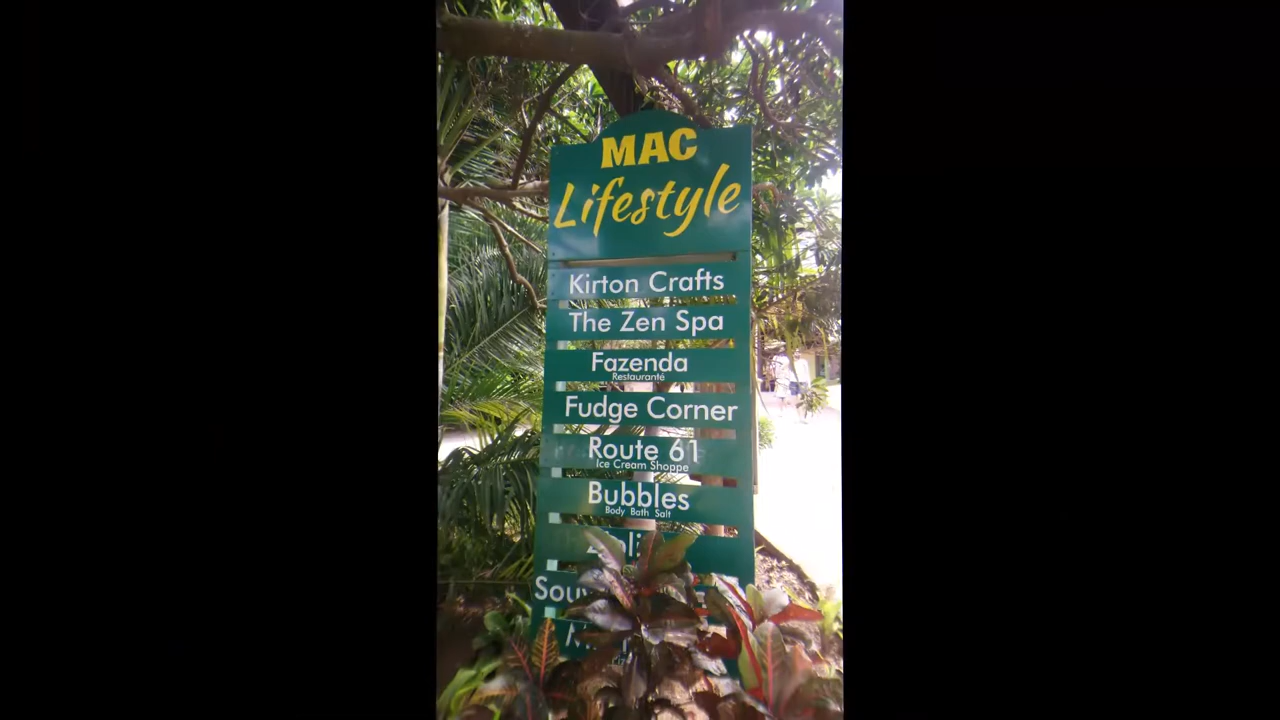 MAC
Lifestyle
Kirton Crafts
The Zen Spa
Fazenda
Restauranté
Fudge Corner
Route 61
Ice Cream Shoppe
Bubbles
Body Bath Salt